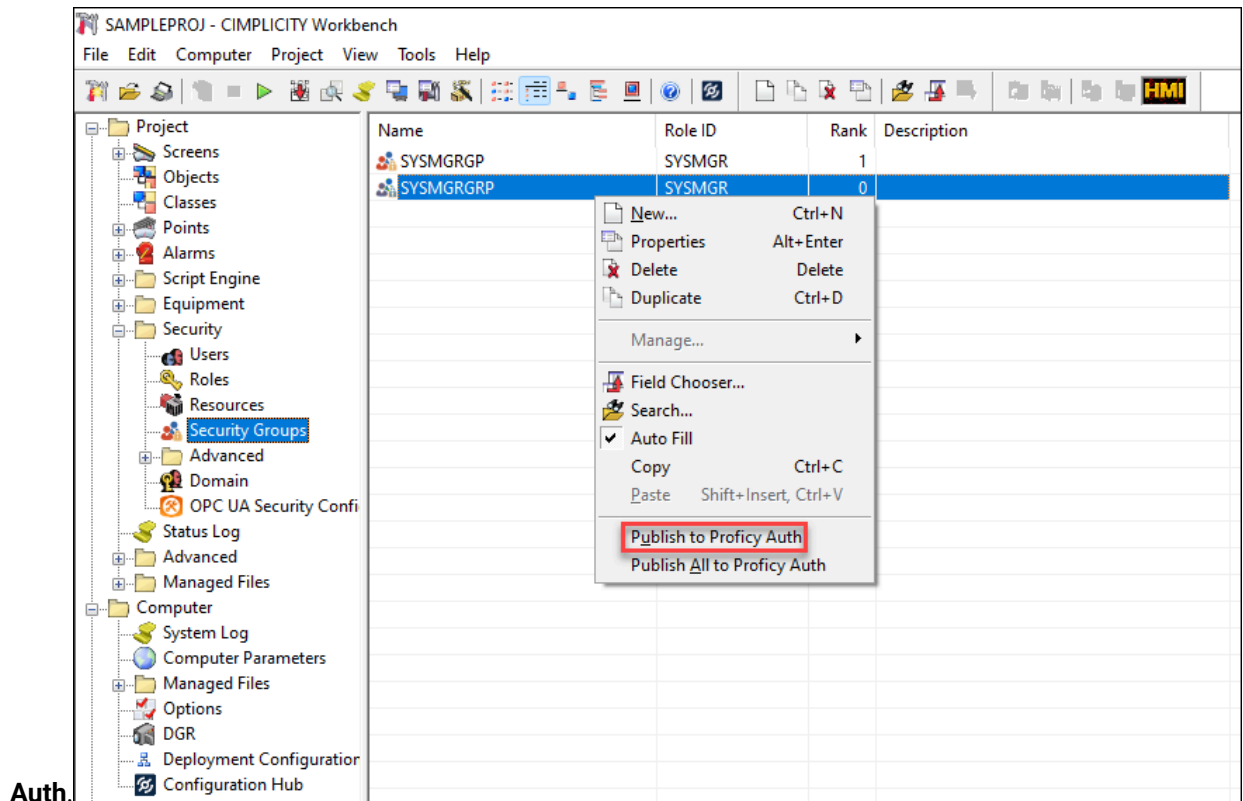 SAMPLEPROJ - CIMPLICITY Workbench
File Edit Computer Project View Tools Help
HMI
Project
Screens
Objects
Classes
Points
Alarms
Script Engine
Equipment
Security
Users
Roles
Resources
Security Groups
Advanced
Domain
OPC UA Security Confi
Status Log
Advanced
Managed Files
Computer
System Log
Computer Parameters
Managed Files
Options
DGR
Deployment Configuration
Configuration Hub
Name Role ID Rank Description
SYSMGRGP SYSMGR 1
SYSMGRGRP SYSMGR 0
New... Ctrl+N
Properties Alt+Enter
Delete Delete
Duplicate Ctrl+D
Manage...
Field Chooser...
Search...
Auto Fill
Copy Ctrl+C
Paste Shift+Insert, Ctrl+V
Publish to Proficy Auth
Publish All to Proficy Auth
Auth.